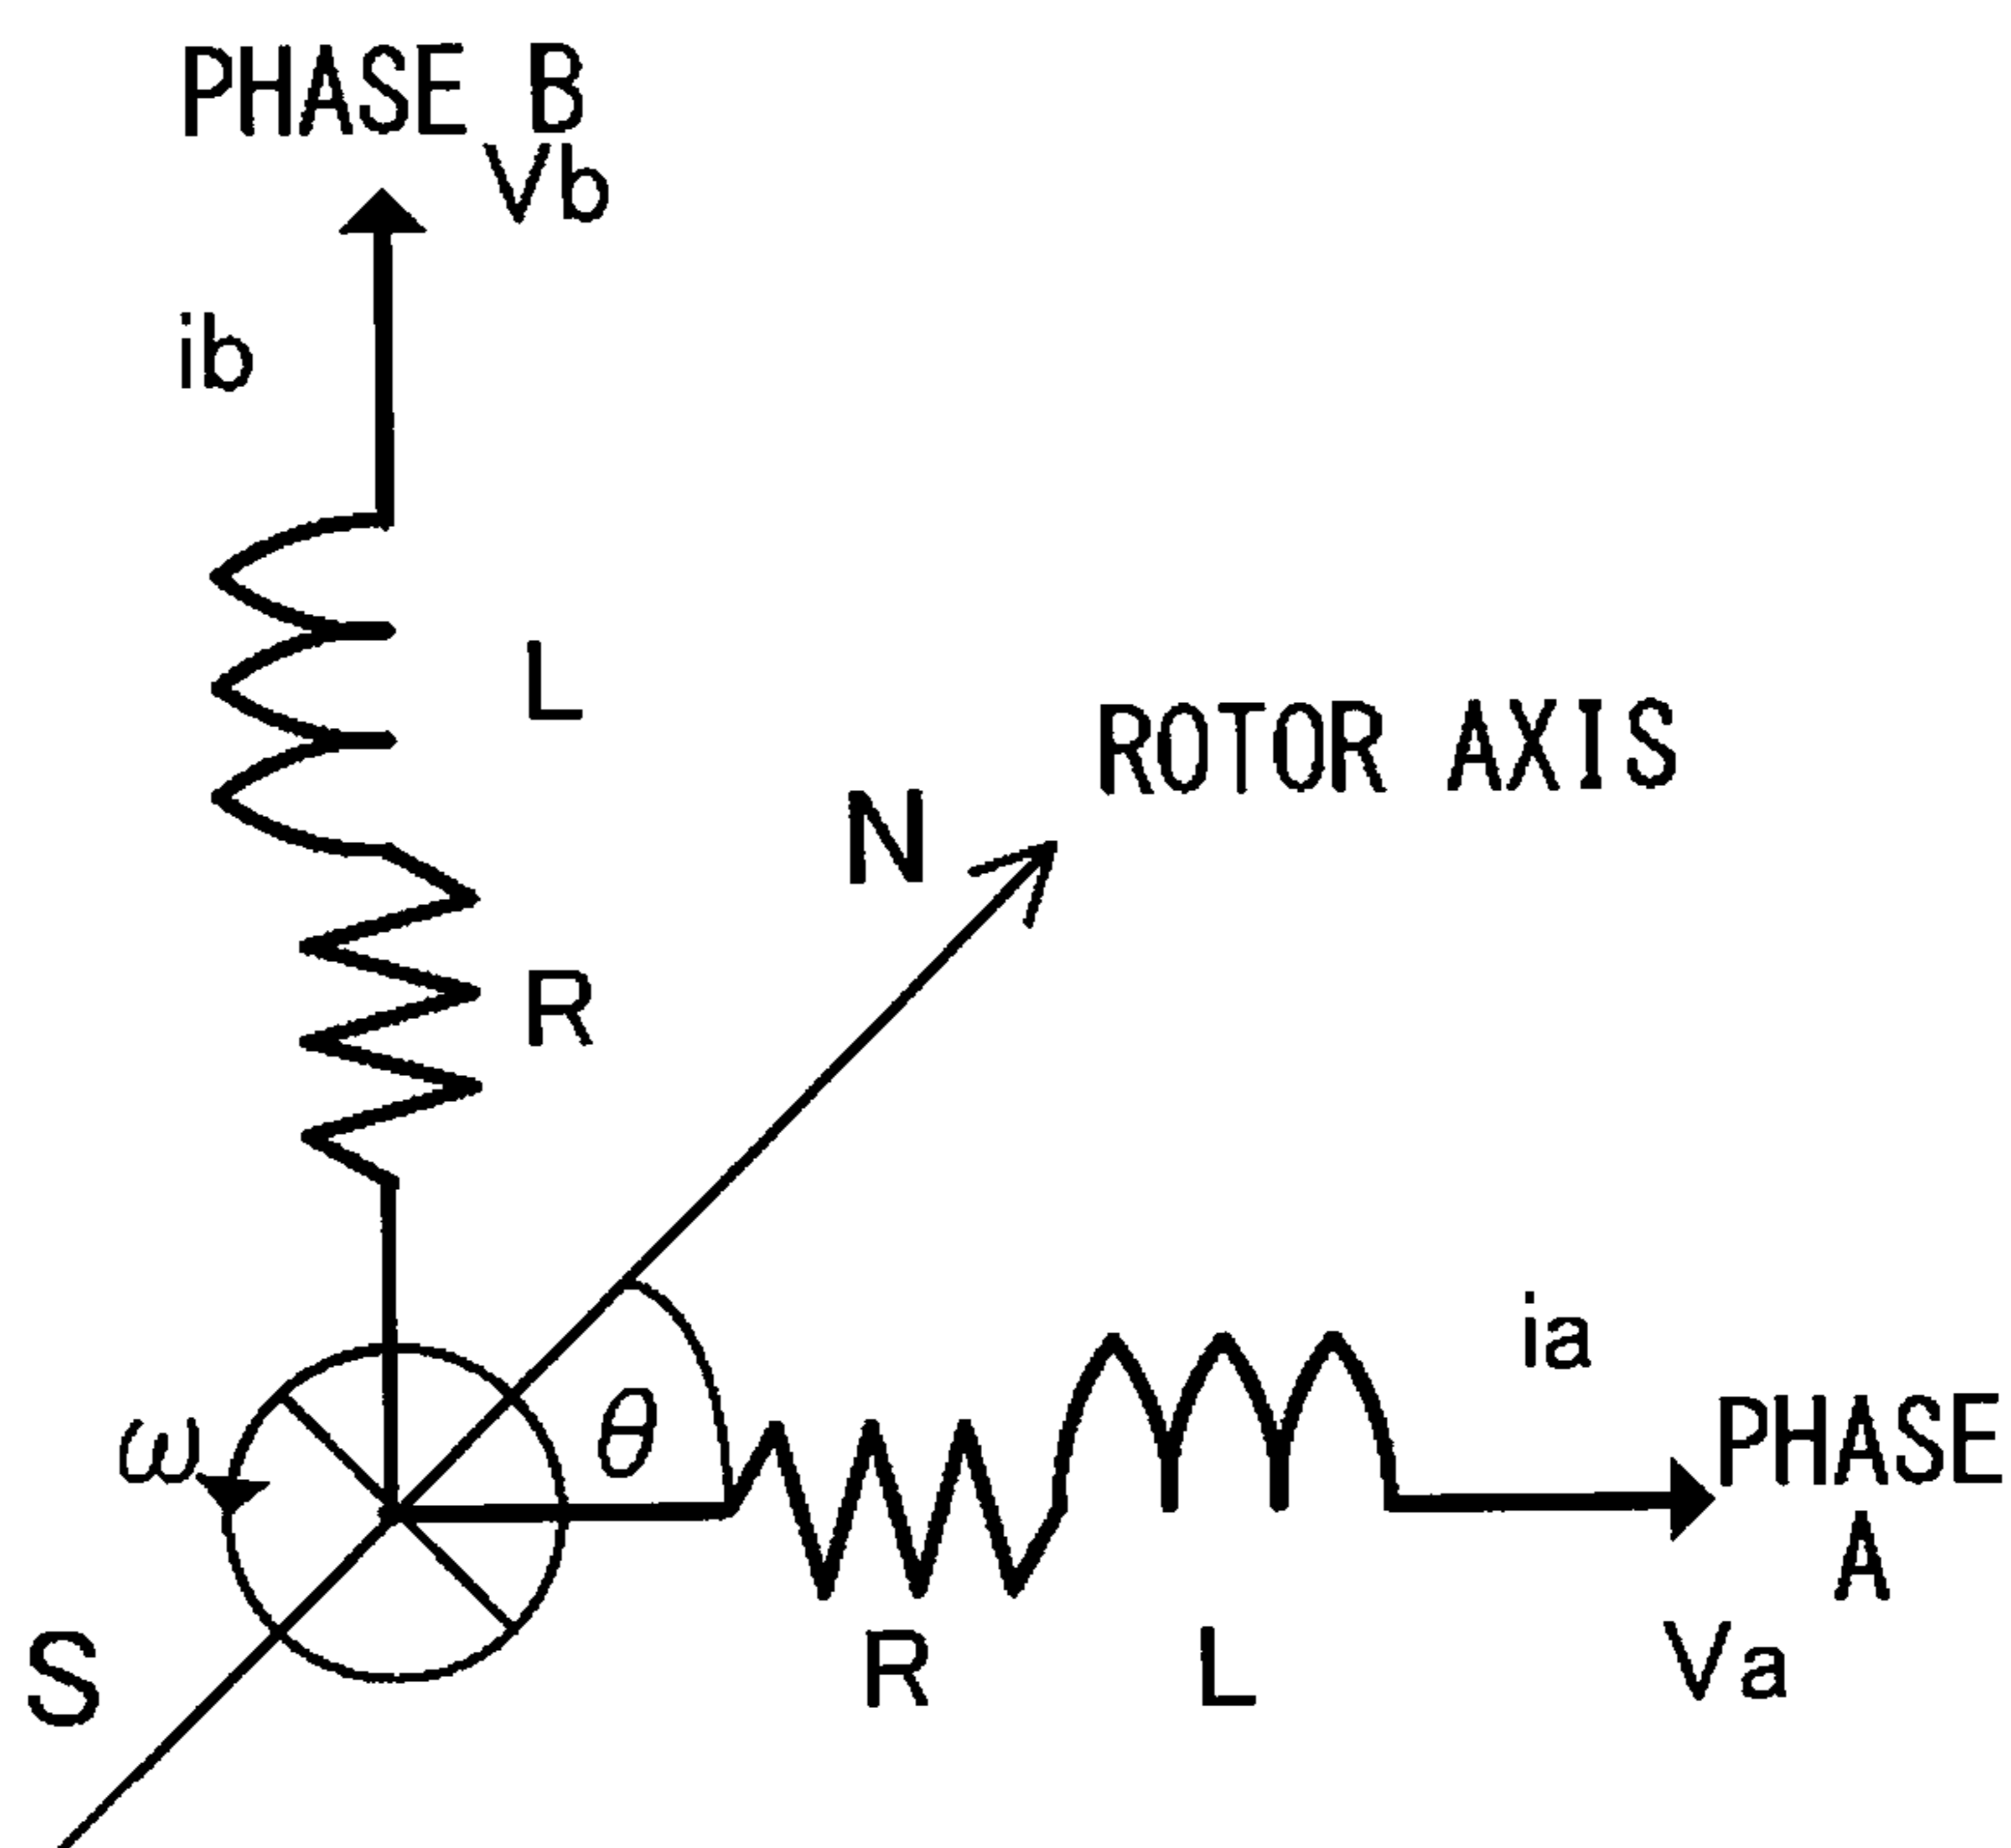 PHASE B
Vb
ib
L
ROTOR AXIS
N
R
ia
θ
PHASE
A
ω
S
R
L
Va